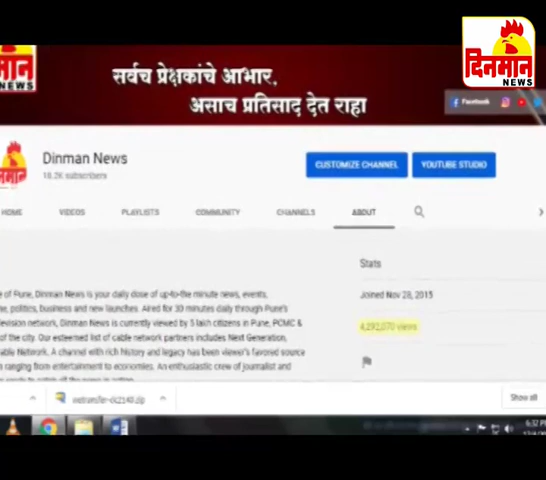 दिनमान
NEWS
मान
NEWS
सर्वच प्रेक्षकांचे आभार,
असाच प्रतिसाद देत राहा
Facebook
Dinman News
18.2K subscribers
CUSTOMIZE CHANNEL
YOUTUBE STUDIO
HOME
VIDEOS
PLAYLISTS
COMMUNITY
CHANNELS
ABOUT
Stats
e of Pune, Dinman News is your daily dose of up-to-the minute news, events,
Joined Nov 28, 2015
e, politics, business and new launches. Aired for 30 minutes daily through Pune's
evision network, Dinman News is currently viewed by 5 lakh citizens in Pune, PCMC &
4,292,070 views
of the city. Our esteemed list of cable network partners includes Next Generation,
able Network. A channel with rich history and legacy has been viewer's favored source
ranging from entertainment to economies. An enthusiastic crew of journalist and
Show all
6:32